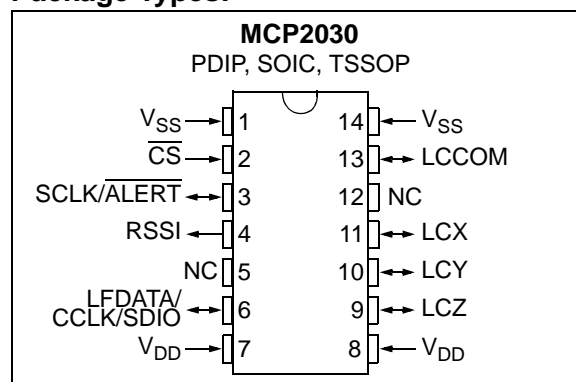 Package Types:
MCP2030
PDIP, SOIC, TSSOP
VSS 1 14 VSS
CS 2 13 LCCOM
SCLK/ALERT 3 12 NC
RSSI 4 11 LCX
NC 5 10 LCY
LFDATA/
CCLK/SDIO 6 9 LCZ
VDD 7 8 VDD